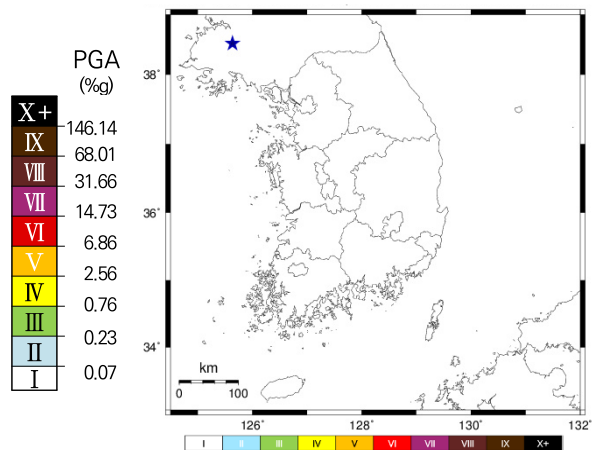 PGA
(%g)
X+
IX
VIII
VII
VI
V
IV
III
II
I
146.14
68.01
31.66
14.73
6.86
2.56
0.76
0.23
0.07
38°
36°
34°
km
0 100
126° 128° 130° 132°
I II III IV V VI VII VIII IX X+